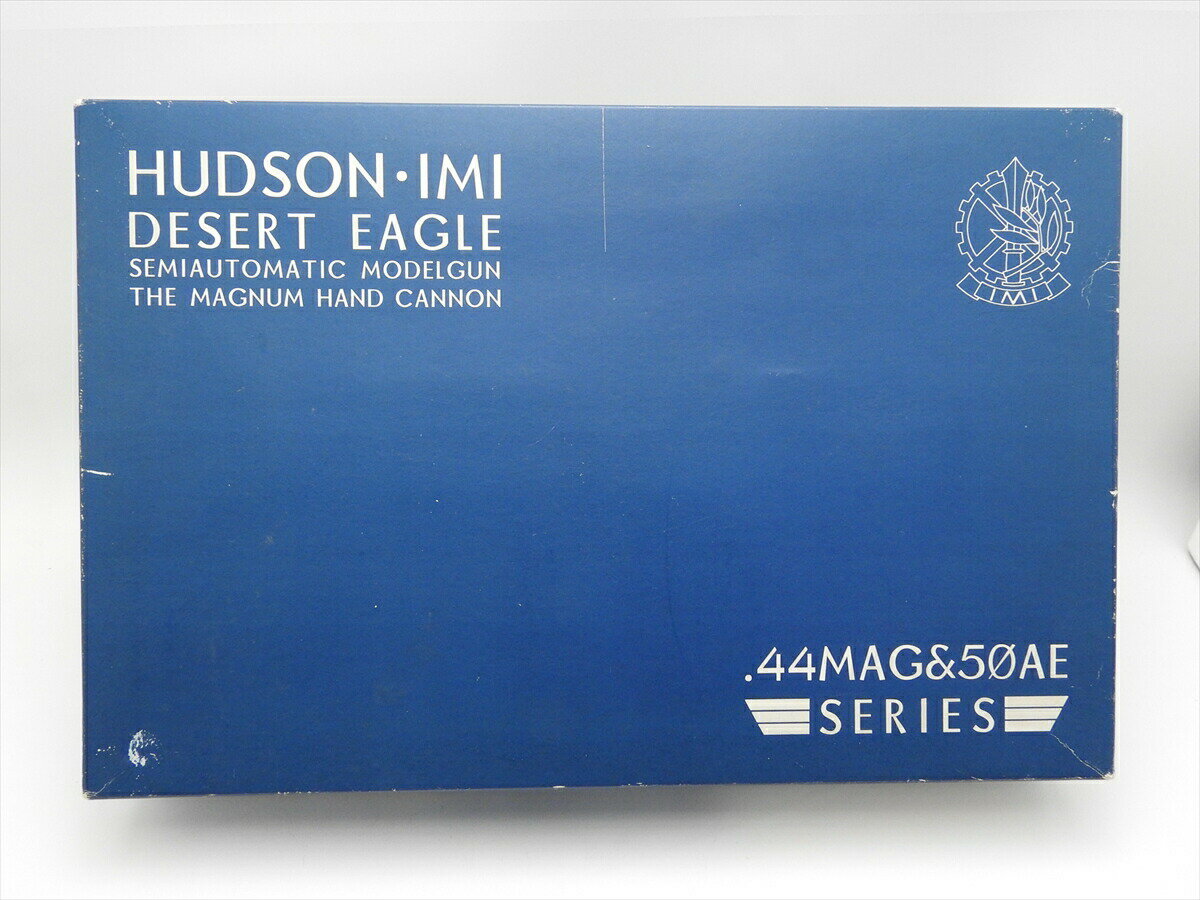 HUDSON·IMI
DESERT EAGLE
SEMIAUTOMATIC MODELGUN
THE MAGNUM HAND CANNON
IMI
.44MAG&50AE
SERIES